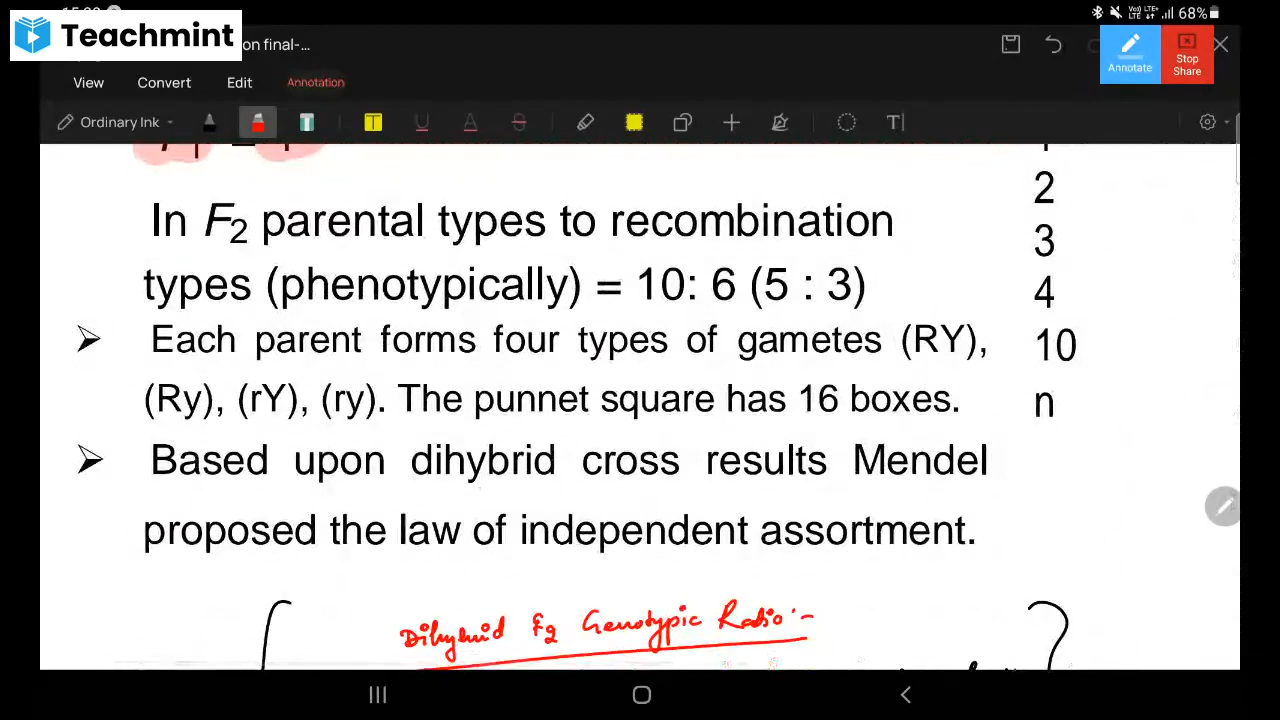 15:00
68%
Teachmint
on final-...
Annotate
Stop Share
View Convert Edit Annotation
Ordinary Ink
In F2 parental types to recombination
types (phenotypically) = 10: 6 (5 : 3)
➢ Each parent forms four types of gametes (RY),
(Ry), (rY), (ry). The punnet square has 16 boxes.
➢ Based upon dihybrid cross results Mendel
proposed the law of independent assortment.
2
3
4
10
n
Dihybrid F2 Genotypic Ratio :-